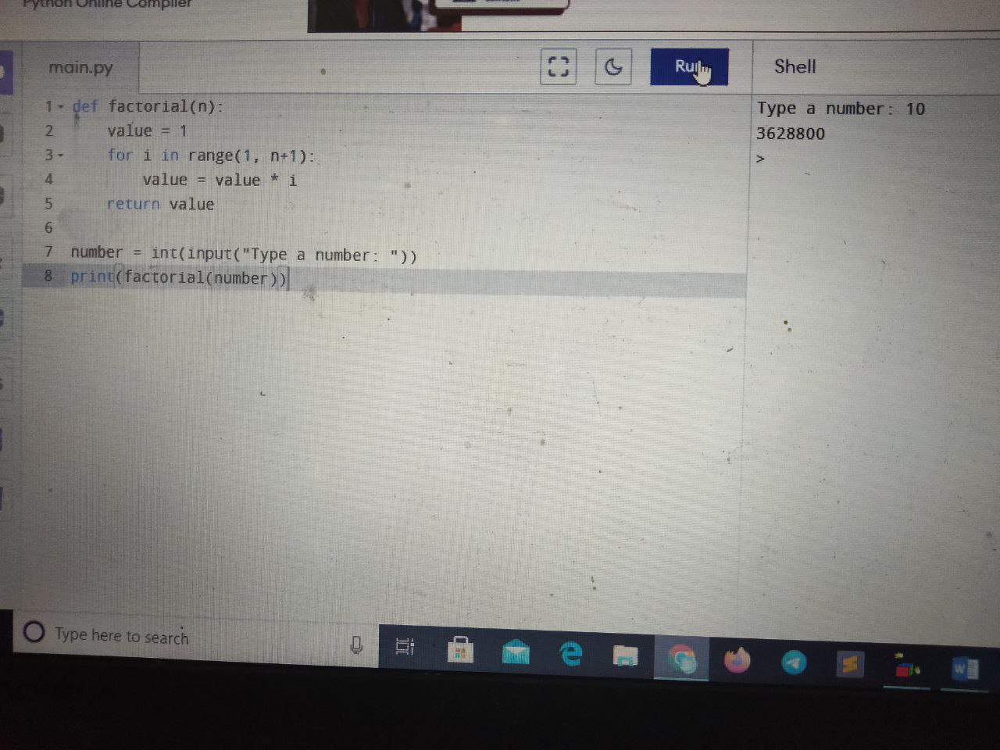 Python Online Compiler
main.py
Run
Shell
1 def factorial(n):
2     value = 1
3     for i in range(1, n+1):
4         value = value * i
5     return value
6
7 number = int(input("Type a number: "))
8 print(factorial(number))
Type a number: 10
3628800
>
Type here to search
W